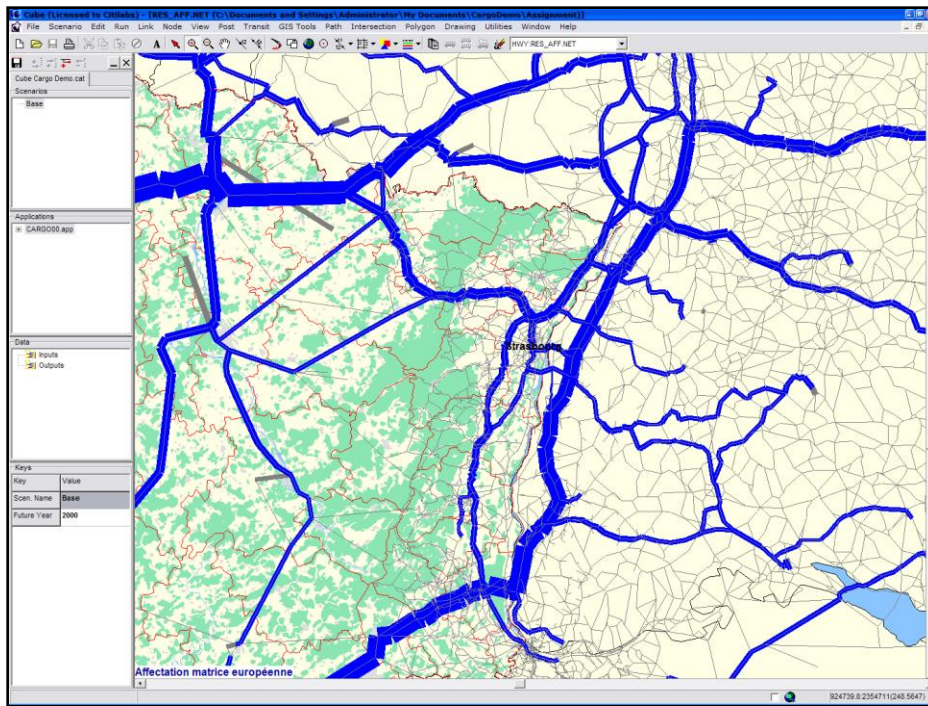 Cube (Licensed to Citilabs) - [RES_AFF.NET (C:\Documents and Settings\Administrator\My Documents\CargoDemo\Assignment)]
File Scenario Edit Run Link Node View Post Transit GIS Tools Path Intersection Polygon Drawing Utilities Window Help
A
HWY:RES_AFF.NET
Cube Cargo Demo.cat
Scenarios
Base
Applications
CARGO00.app
Data
Inputs
Outputs
Keys
Key Value
Scen. Name Base
Future Year 2000
Strasbourg
Affectation matrice européenne
924739.8:2354711(248.5647)